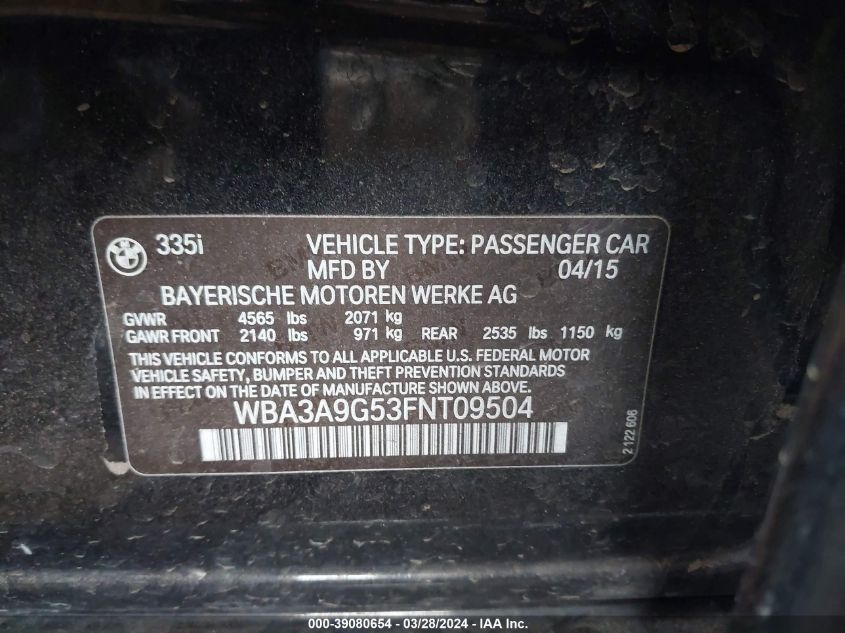 335i VEHICLE TYPE: PASSENGER CAR
MFD BY 04/15
BAYERISCHE MOTOREN WERKE AG
GVWR 4565 lbs 2071 kg
GAWR FRONT 2140 lbs 971 kg REAR 2535 lbs 1150 kg
THIS VEHICLE CONFORMS TO ALL APPLICABLE U.S. FEDERAL MOTOR
VEHICLE SAFETY, BUMPER AND THEFT PREVENTION STANDARDS
IN EFFECT ON THE DATE OF MANUFACTURE SHOWN ABOVE.
WBA3A9G53FNT09504
2 122 606
000-39080654 - 03/28/2024 - IAA Inc.